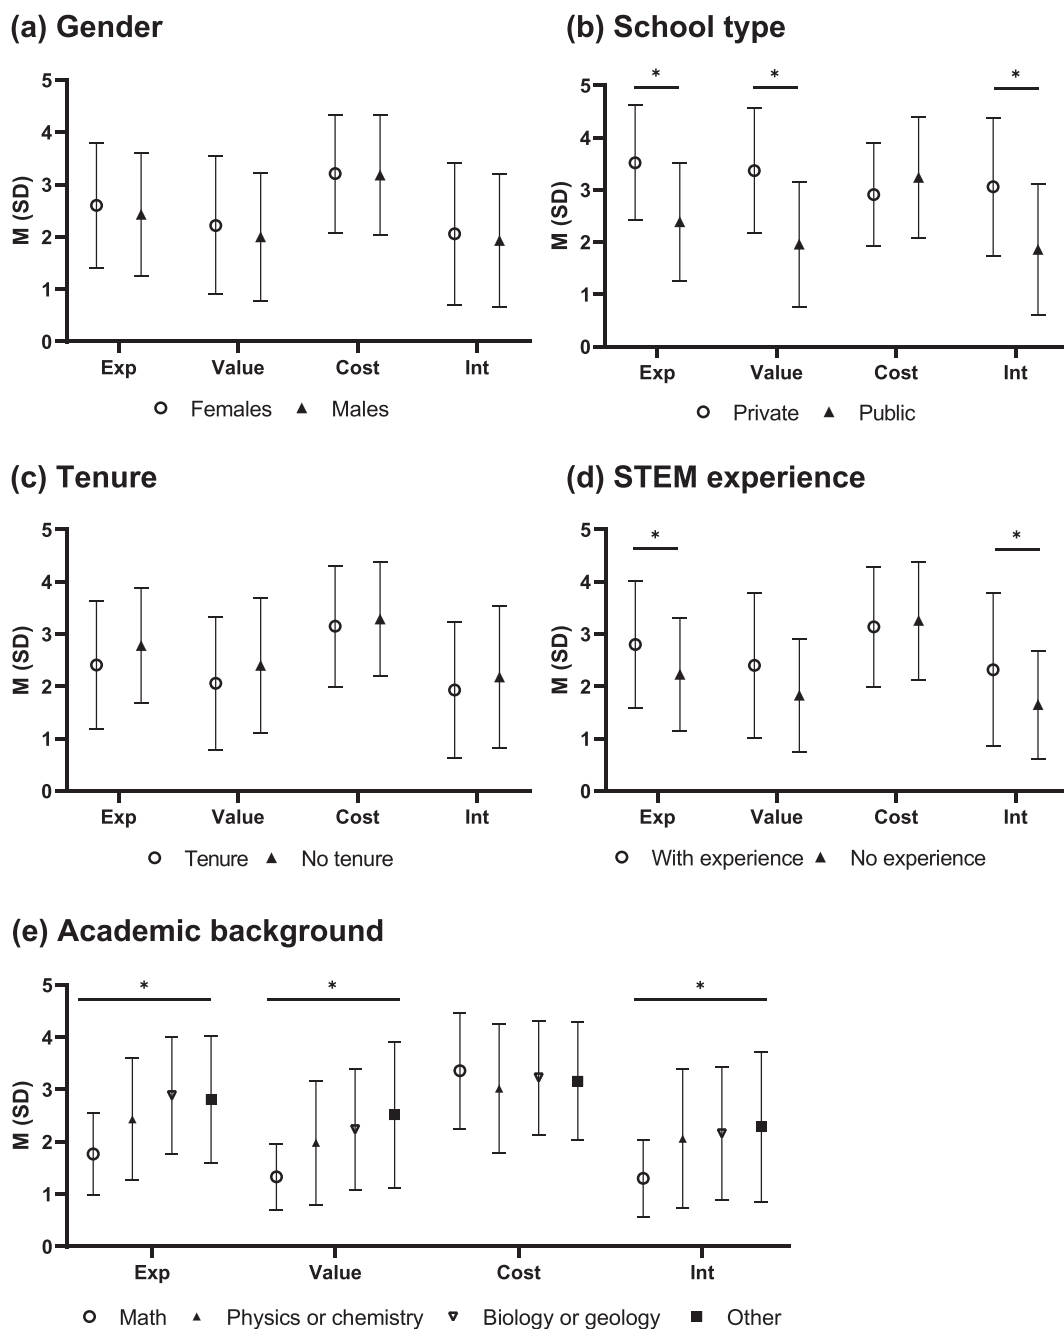 (a) Gender
M (SD)
5
4
3
2
1
0
Exp Value Cost Int
Females Males
(b) School type
M (SD)
5
4
3
2
1
0
* * *
Exp Value Cost Int
Private Public
(c) Tenure
M (SD)
5
4
3
2
1
0
Exp Value Cost Int
Tenure No tenure
(d) STEM experience
M (SD)
5
4
3
2
1
0
* *
Exp Value Cost Int
With experience No experience
(e) Academic background
M (SD)
5
4
3
2
1
0
* * *
Exp Value Cost Int
Math Physics or chemistry Biology or geology Other